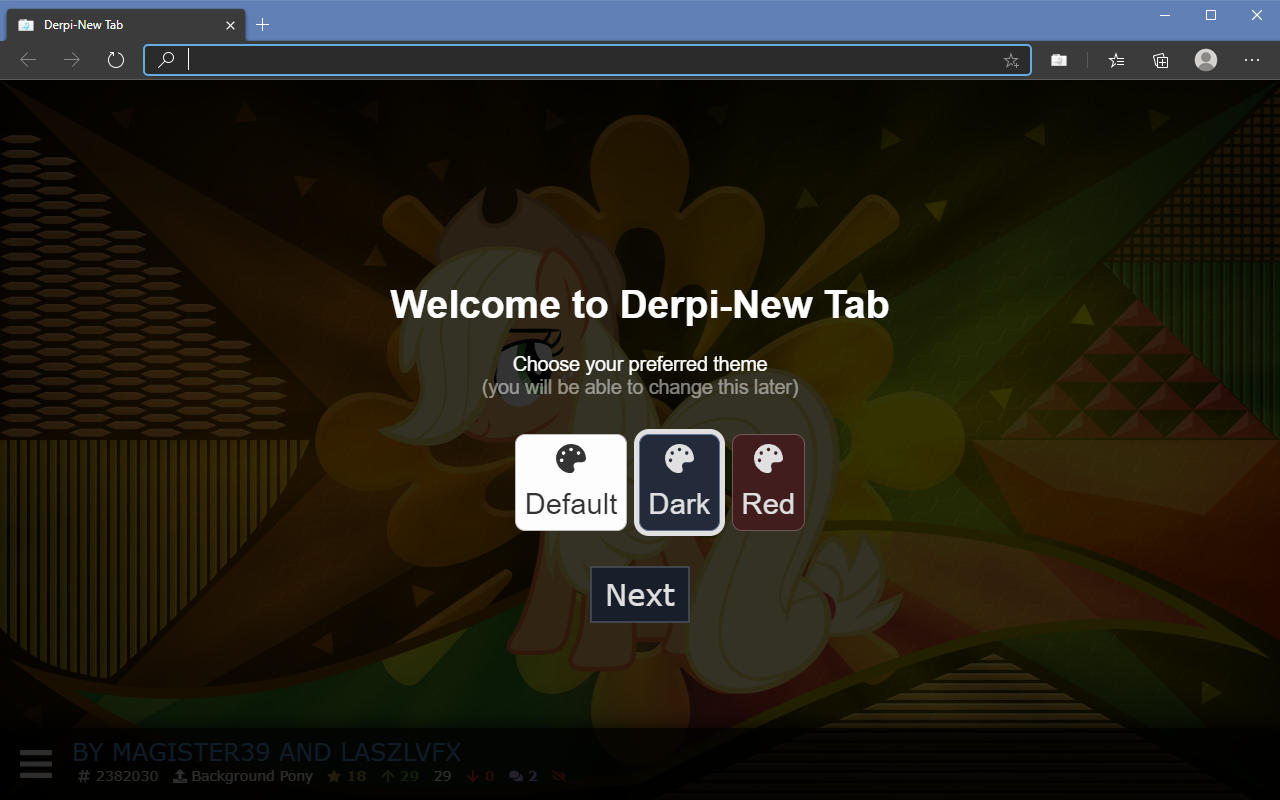 Derpi-New Tab
Welcome to Derpi-New Tab
Choose your preferred theme
(you will be able to change this later)
Default Dark Red
Next
BY MAGISTER39 AND LASZLVFX
# 2382030 Background Pony 18 29 29 0 2